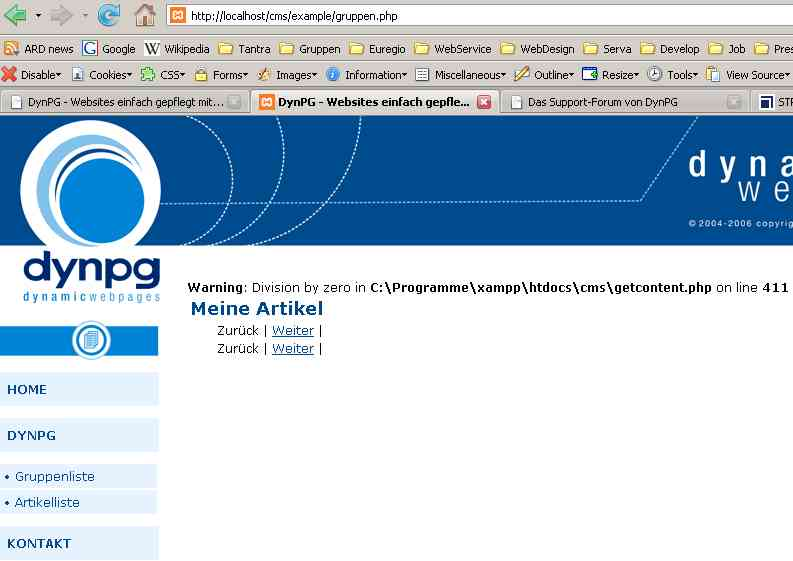 http://localhost/cms/example/gruppen.php
ARD news Google Wikipedia Tantra Gruppen Euregio WebService WebDesign Serva Develop Job Pres
Disable Cookies CSS Forms Images Information Miscellaneous Outline Resize Tools View Source
DynPG - Websites einfach gepflegt mit... DynPG - Websites einfach gepfle... Das Support-Forum von DynPG STR
dyna
we
© 2004-2006 copyrig
dynpg
dynamicwebpages
Warning: Division by zero in C:\Programme\xampp\htdocs\cms\getcontent.php on line 411
Meine Artikel
Zurück | Weiter |
Zurück | Weiter |
HOME
DYNPG
• Gruppenliste
• Artikelliste
KONTAKT